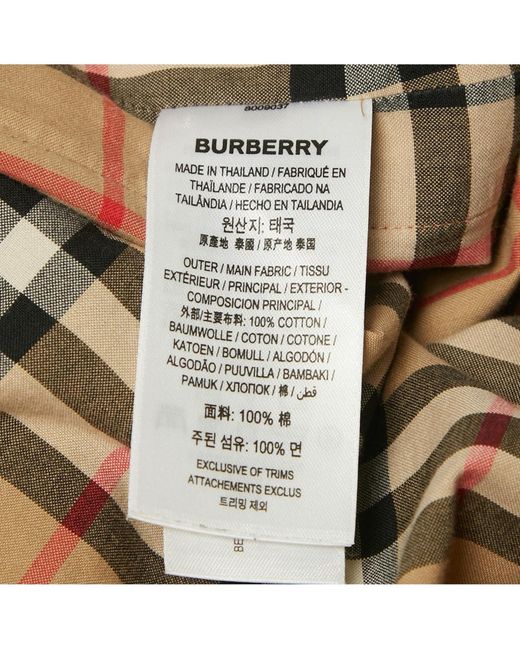 8009037
BURBERRY
MADE IN THAILAND / FABRIQUÉ EN
THAÏLANDE / FABRICADO NA
TAILÂNDIA / HECHO EN TAILANDIA
원산지: 태국
原產地 泰國 / 原产地 泰国
OUTER / MAIN FABRIC / TISSU
EXTÉRIEUR / PRINCIPAL / EXTERIOR -
COMPOSICION PRINCIPAL /
外部/主要布料: 100% COTTON /
BAUMWOLLE / COTON / COTONE /
KATOEN / BOMULL / ALGODÓN /
ALGODÃO / PUUVILLA / BAMBAKI /
PAMUK / ХЛОПОК / 棉 / قطن /
面料: 100% 棉
주된 섬유: 100% 면
EXCLUSIVE OF TRIMS
ATTACHEMENTS EXCLUS
트리밍 제외